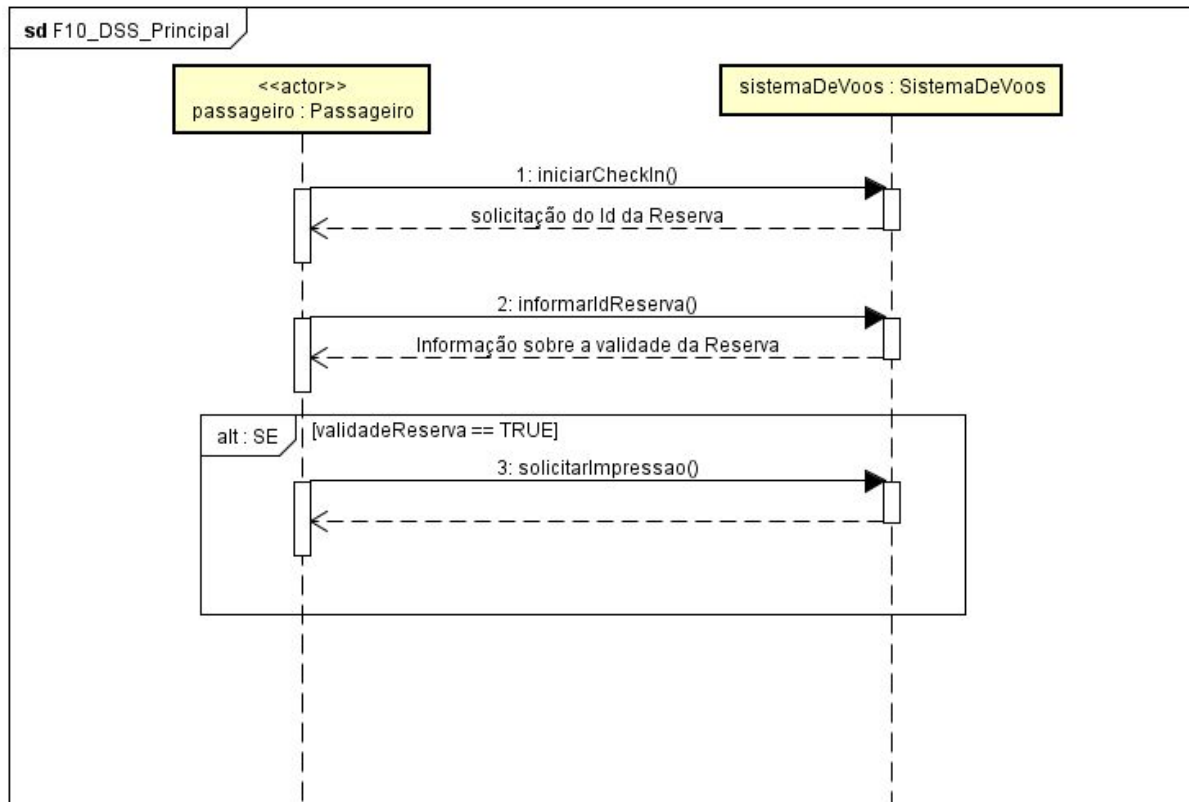 sd F10_DSS_Principal
<<actor>>
passageiro : Passageiro
sistemaDeVoos : SistemaDeVoos
1: iniciarCheckIn()
solicitação do Id da Reserva
2: informarIdReserva()
Informação sobre a validade da Reserva
alt : SE
[validadeReserva == TRUE]
3: solicitarImpressao()